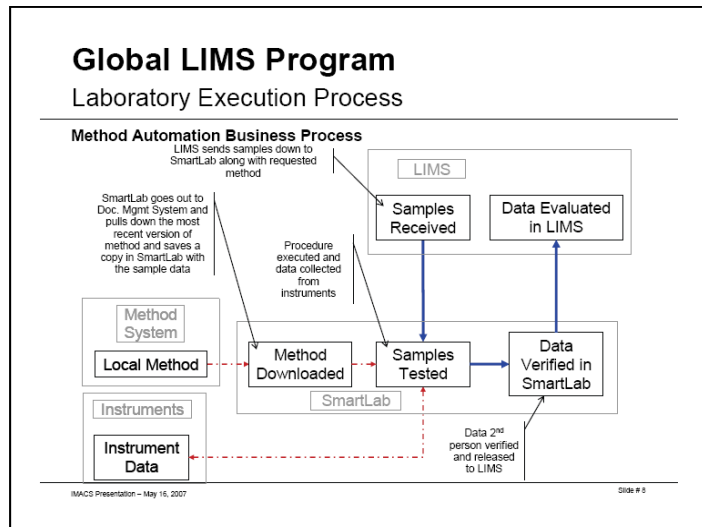 Global LIMS Program
Laboratory Execution Process
Method Automation Business Process
LIMS sends samples down to
SmartLab along with requested
method
LIMS
SmartLab goes out to
Doc. Mgmt System and
pulls down the most
recent version of
method and saves a
copy in SmartLab with
the sample data
Samples
Received
Data Evaluated
in LIMS
Procedure
executed and
data collected
from
instruments
Method
System
Local Method
Method
Downloaded
Samples
Tested
Data
Verified in
SmartLab
SmartLab
Instruments
Instrument
Data
Data 2nd
person verified
and released
to LIMS
IMACS Presentation – May 16, 2007
Slide # 8